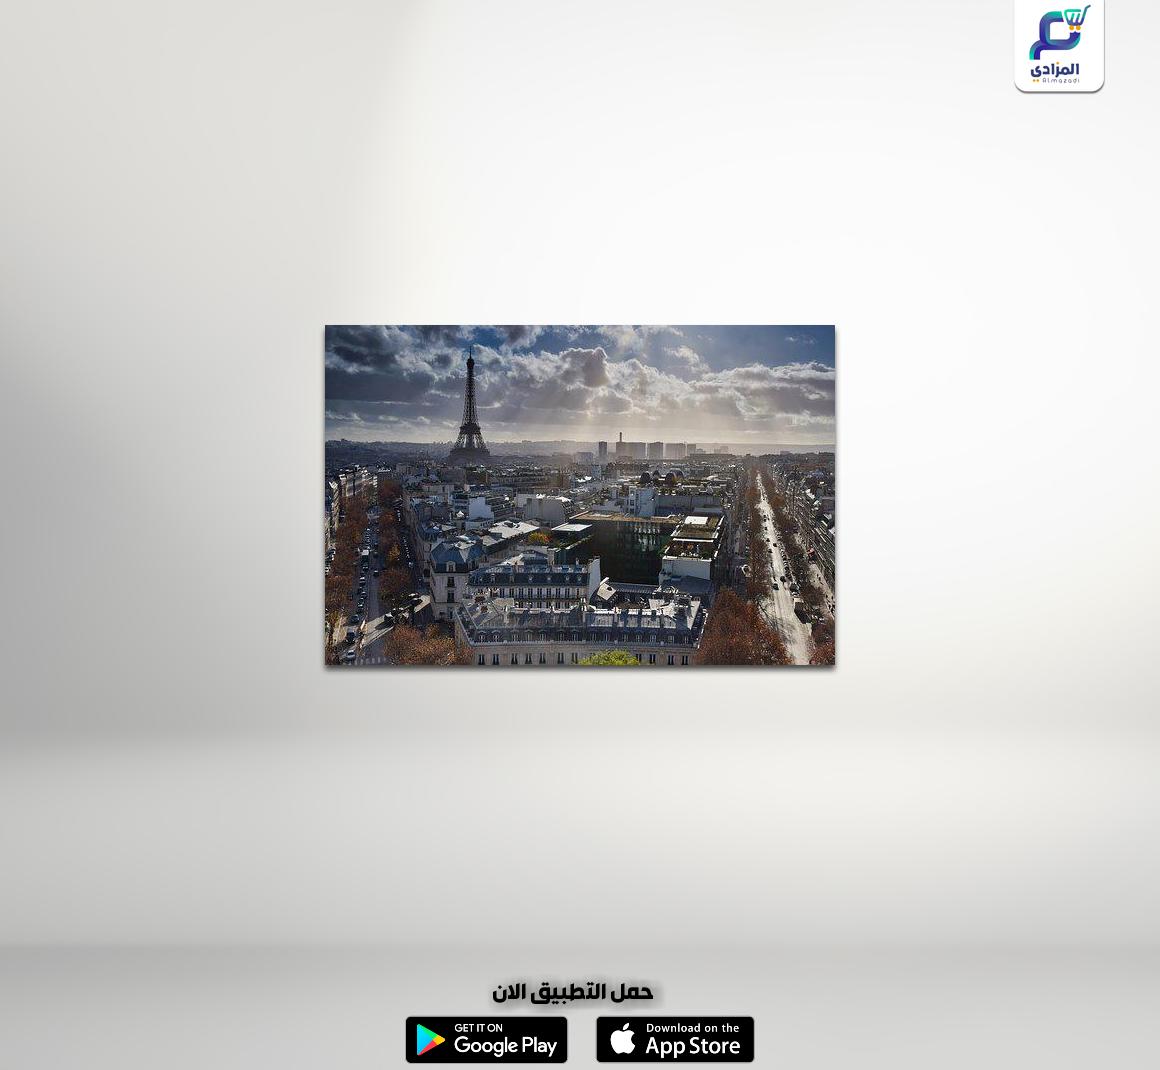 المزادي
Almazadi
حمل التطبيق الان
GET IT ON
Google Play
Download on the
App Store